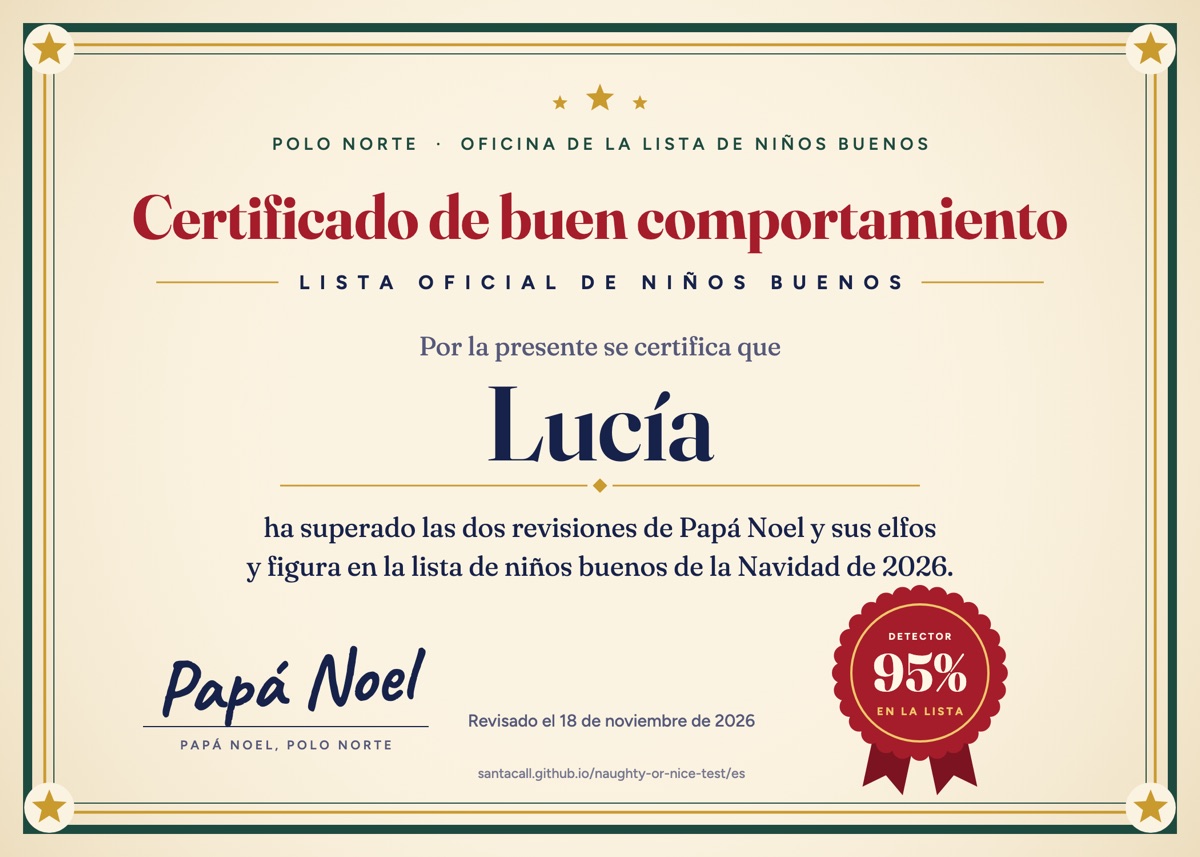 POLO NORTE · OFICINA DE LA LISTA DE NIÑOS BUENOS
Certificado de buen comportamiento
LISTA OFICIAL DE NIÑOS BUENOS
Por la presente se certifica que
Lucía
ha superado las dos revisiones de Papá Noel y sus elfos
y figura en la lista de niños buenos de la Navidad de 2026.
DETECTOR
95%
EN LA LISTA
Papá Noel
PAPÁ NOEL, POLO NORTE
Revisado el 18 de noviembre de 2026
santacall.github.io/naughty-or-nice-test/es